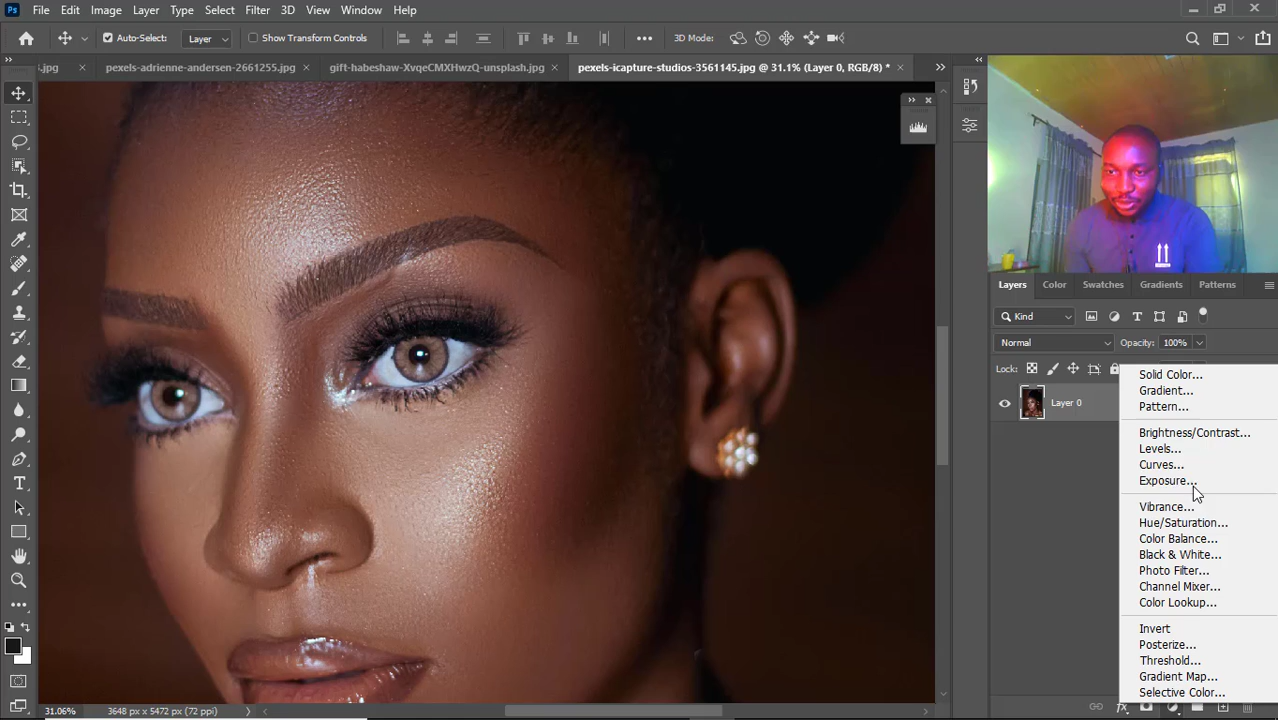 Ps File Edit Image Layer Type Select Filter 3D View Window Help
Auto-Select: Layer Show Transform Controls 3D Mode:
.jpg pexels-adrienne-andersen-2661255.jpg gift-habeshaw-XvqeCMXHwzQ-unsplash.jpg pexels-icapture-studios-3561145.jpg @ 31.1% (Layer 0, RGB/8) *
Layers Color Swatches Gradients Patterns
Kind
Normal Opacity: 100%
Lock:
Layer 0
Solid Color...
Gradient...
Pattern...
Brightness/Contrast...
Levels...
Curves...
Exposure...
Vibrance...
Hue/Saturation...
Color Balance...
Black & White...
Photo Filter...
Channel Mixer...
Color Lookup...
Invert
Posterize...
Threshold...
Gradient Map...
Selective Color...
31.06% 3648 px x 5472 px (72 ppi)